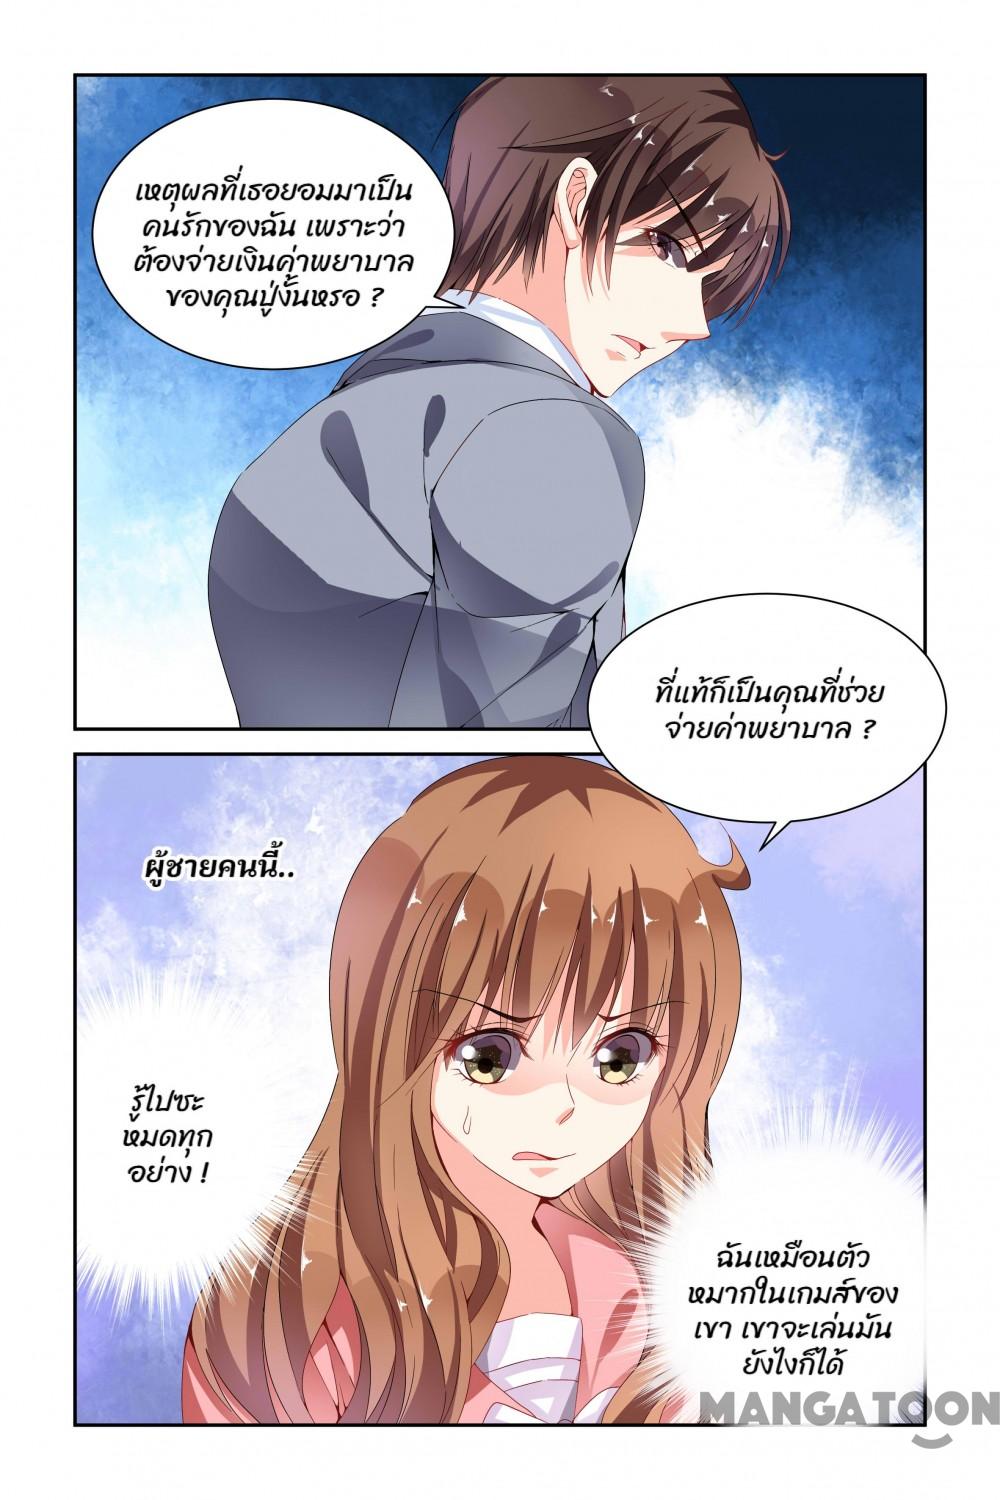 เหตุผลที่เธอยอมมาเป็น
คนรักของฉัน เพราะว่า
ต้องจ่ายเงินค่าพยาบาล
ของคุณปู่งั้นหรอ ?
ที่แท้ก็เป็นคุณที่ช่วย
จ่ายค่าพยาบาล ?
ผู้ชายคนนี้..
รู้ไปซะ
หมดทุก
อย่าง !
ฉันเหมือนตัว
หมากในเกมส์ของ
เขา เขาจะเล่นมัน
ยังไงก็ได้
MANGATOON